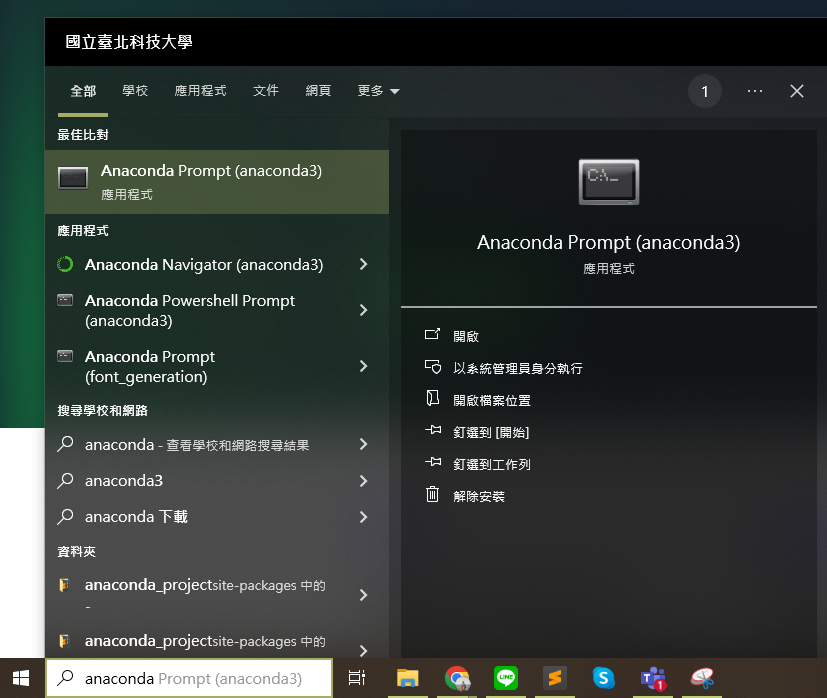 國立臺北科技大學
全部 學校 應用程式 文件 網頁 更多 1 ...
最佳比對
Anaconda Prompt (anaconda3)
應用程式
應用程式
Anaconda Navigator (anaconda3)
Anaconda Powershell Prompt
(anaconda3)
Anaconda Prompt
(font_generation)
搜尋學校和網路
anaconda - 查看學校和網路搜尋結果
anaconda3
anaconda 下載
資料夾
anaconda_projectsite-packages 中的
-
anaconda_projectsite-packages 中的
C:\_
Anaconda Prompt (anaconda3)
應用程式
開啟
以系統管理員身分執行
開啟檔案位置
釘選到 [開始]
釘選到工作列
解除安裝
anaconda Prompt (anaconda3)
LINE
S
T
1